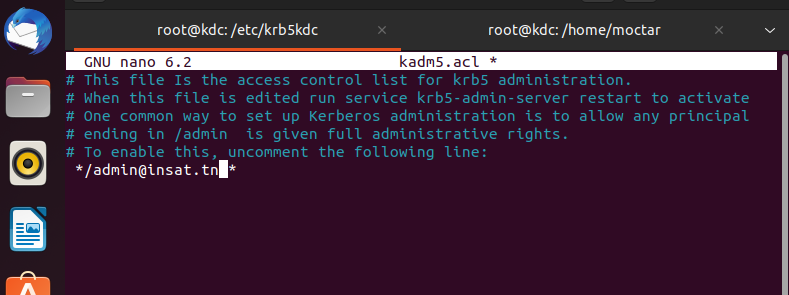 root@kdc: /etc/krb5kdc × root@kdc: /home/moctar ×
GNU nano 6.2 kadm5.acl *
# This file Is the access control list for krb5 administration.
# When this file is edited run service krb5-admin-server restart to activate
# One common way to set up Kerberos administration is to allow any principal
# ending in /admin  is given full administrative rights.
# To enable this, uncomment the following line:
*/admin@insat.tn *